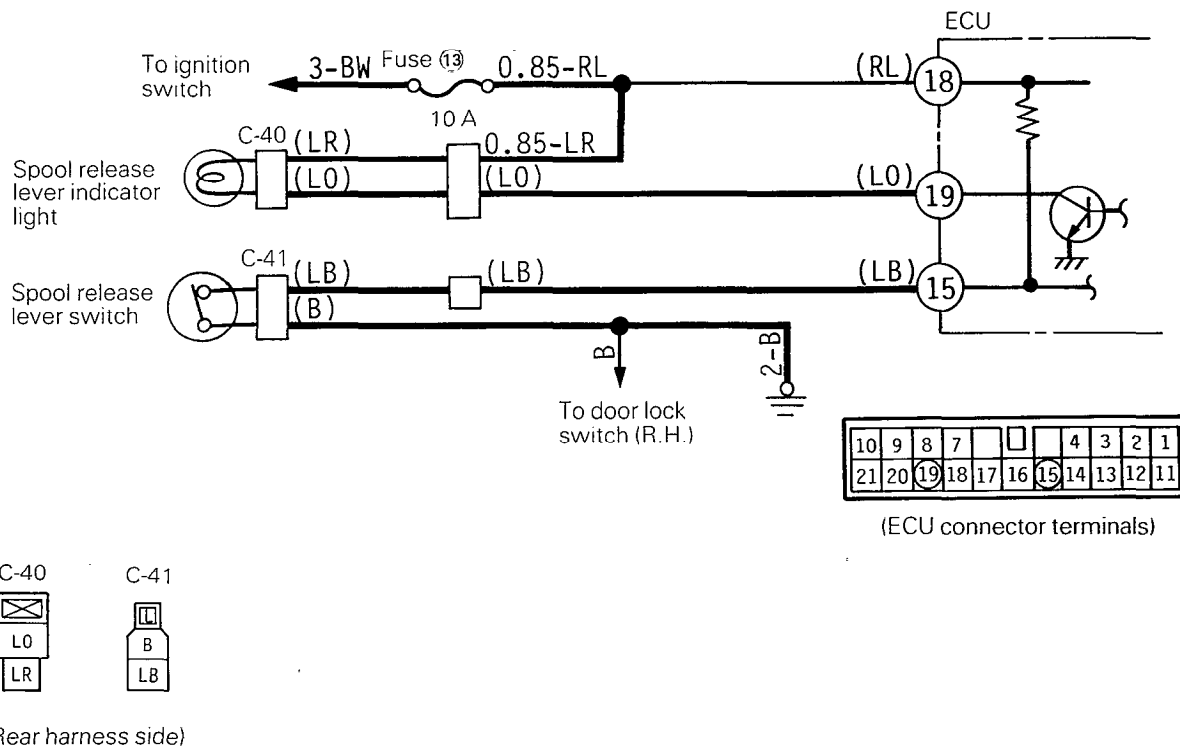 ECU
To ignition
switch
3-BW
Fuse ⑬
0.85-RL
(RL)
18
10 A
C-40
(LR)
0.85-LR
Spool release
lever indicator
light
(LO)
(LO)
(LO)
19
C-41
(LB)
(LB)
(LB)
15
Spool release
lever switch
(B)
B
2-B
To door lock
switch (R.H.)
10 9 8 7 4 3 2 1
21 20 19 18 17 16 15 14 13 12 11
(ECU connector terminals)
C-40
C-41
L
LO
B
LR
LB
Rear harness side)